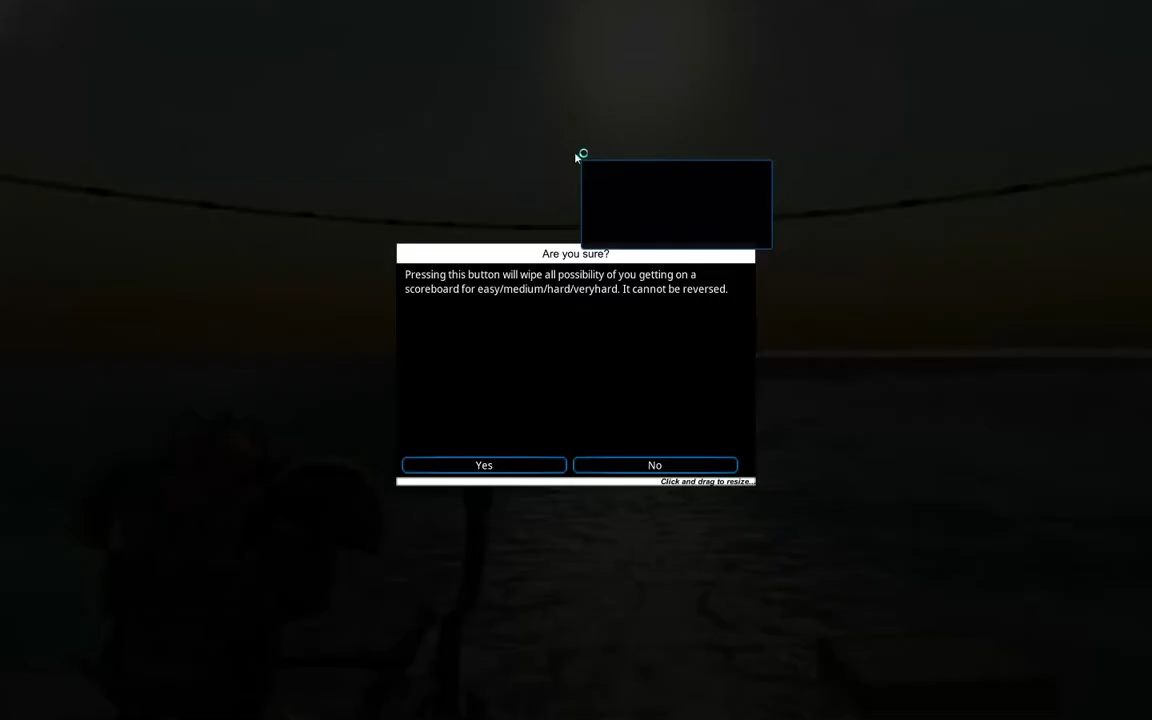 Are you sure?
Pressing this button will wipe all possibility of you getting on a
scoreboard for easy/medium/hard/veryhard. It cannot be reversed.
Yes
No
Click and drag to resize...